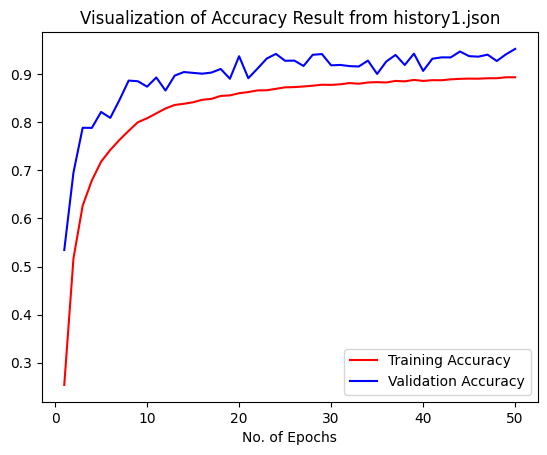 Visualization of Accuracy Result from history1.json
0.9
0.8
0.7
0.6
0.5
0.4
0.3
Training Accuracy
Validation Accuracy
0 10 20 30 40 50
No. of Epochs